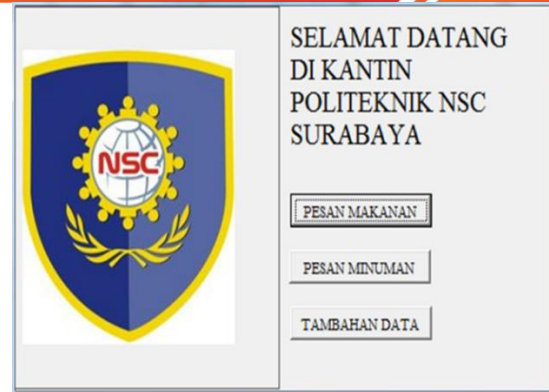 NSC
SELAMAT DATANG
DI KANTIN
POLITEKNIK NSC
SURABAYA
PESAN MAKANAN
PESAN MINUMAN
TAMBAHAN DATA